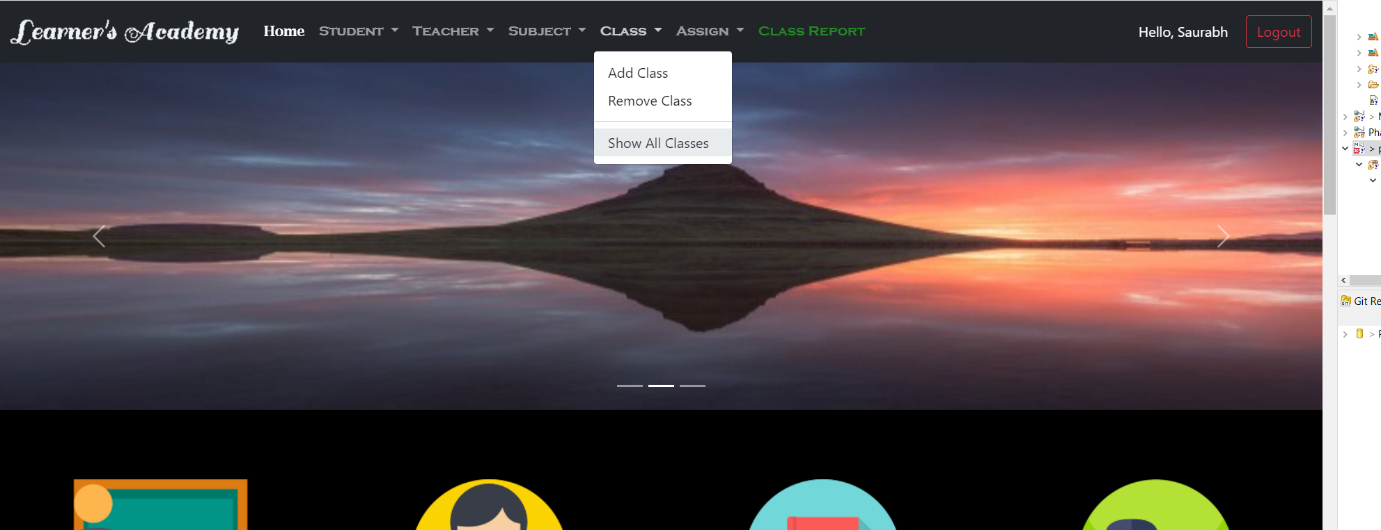 Learner's Academy Home Student Teacher Subject Class Assign Class Report Hello, Saurabh Logout
Add Class
Remove Class
Show All Classes
Git Re